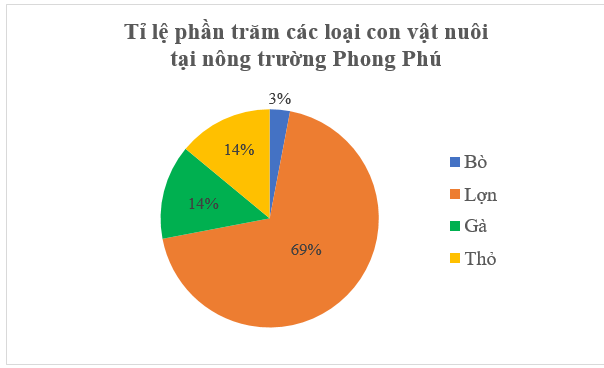 Tỉ lệ phần trăm các loại con vật nuôi
tại nông trường Phong Phú
3%
14%
14%
69%
Bò
Lợn
Gà
Thỏ